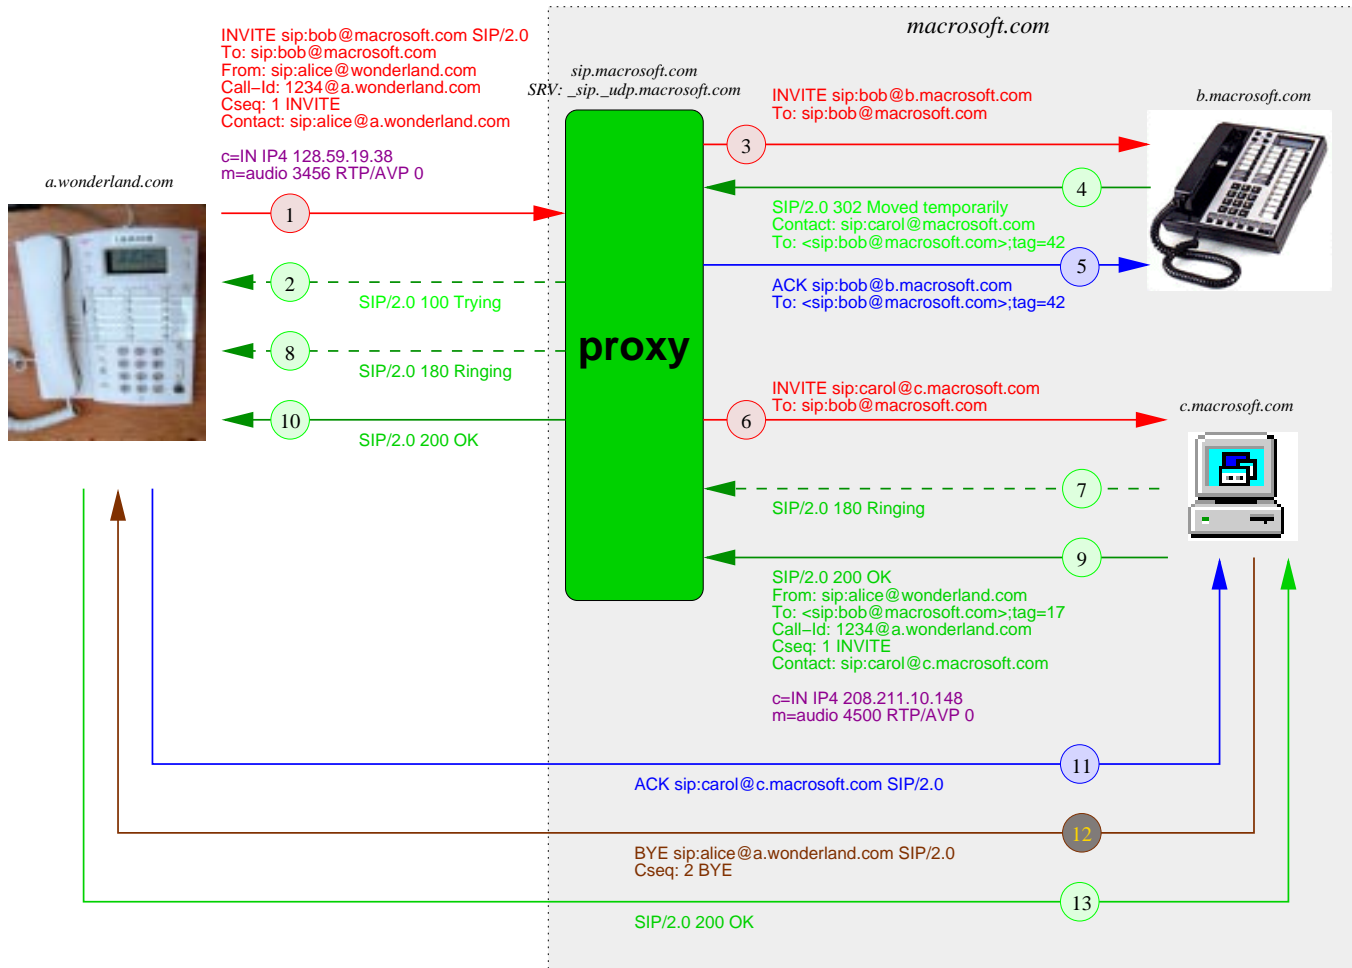 macrosoft.com
INVITE sip:bob@macrosoft.com SIP/2.0
To: sip:bob@macrosoft.com
From: sip:alice@wonderland.com
Call–Id: 1234@a.wonderland.com
Cseq: 1 INVITE
Contact: sip:alice@a.wonderland.com
c=IN IP4 128.59.19.38
m=audio 3456 RTP/AVP 0
a.wonderland.com
sip.macrosoft.com
SRV: _sip._udp.macrosoft.com
INVITE sip:bob@b.macrosoft.com
To: sip:bob@macrosoft.com
b.macrosoft.com
3
4
1
SIP/2.0 302 Moved temporarily
Contact: sip:carol@macrosoft.com
To: <sip:bob@macrosoft.com>;tag=42
5
2
ACK sip:bob@b.macrosoft.com
To: <sip:bob@macrosoft.com>;tag=42
SIP/2.0 100 Trying
proxy
8
SIP/2.0 180 Ringing
INVITE sip:carol@c.macrosoft.com
To: sip:bob@macrosoft.com
c.macrosoft.com
10
6
SIP/2.0 200 OK
7
SIP/2.0 180 Ringing
9
SIP/2.0 200 OK
From: sip:alice@wonderland.com
To: <sip:bob@macrosoft.com>;tag=17
Call–Id: 1234@a.wonderland.com
Cseq: 1 INVITE
Contact: sip:carol@c.macrosoft.com
c=IN IP4 208.211.10.148
m=audio 4500 RTP/AVP 0
11
ACK sip:carol@c.macrosoft.com SIP/2.0
12
BYE sip:alice@a.wonderland.com SIP/2.0
Cseq: 2 BYE
13
SIP/2.0 200 OK